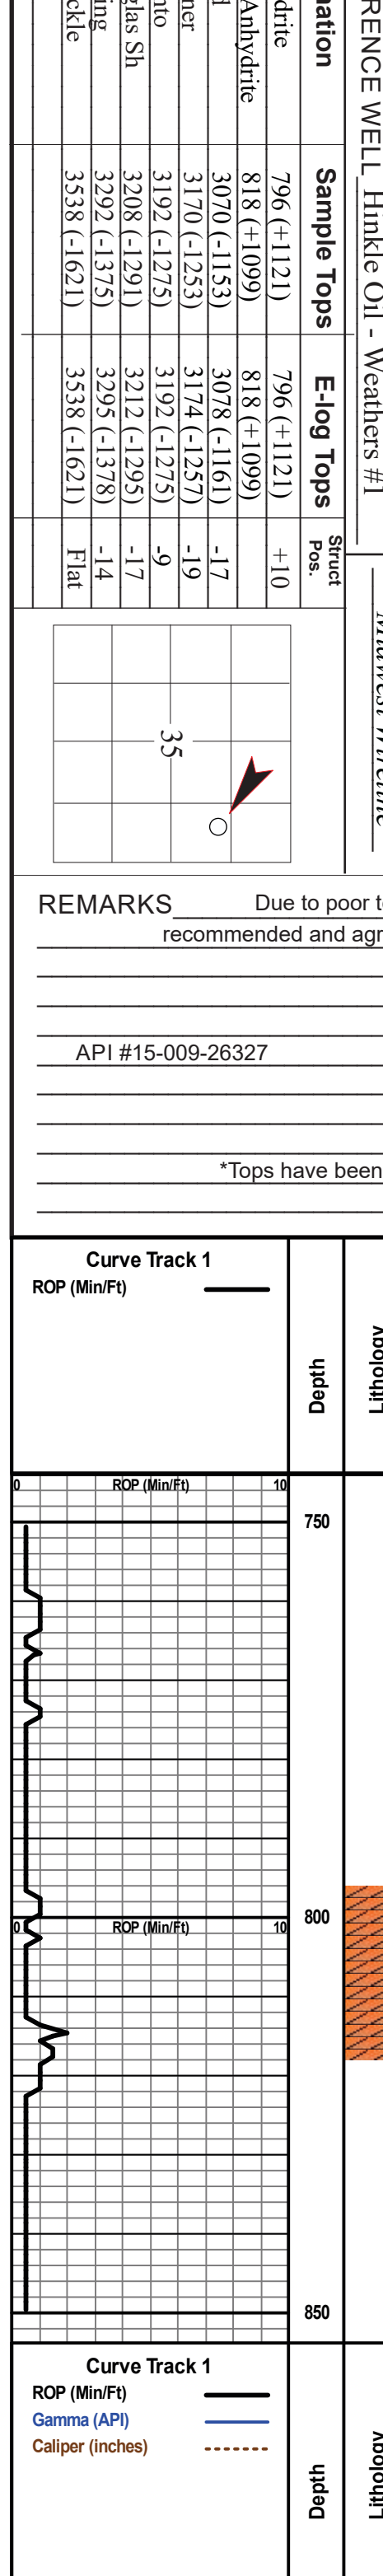 RENCE WELL Hinkle Oil - Weathers #1
Sample Tops E-log Tops Struct Pos.
drite 796 (+1121) 796 (+1121) +10
Anhydrite 818 (+1099) 818 (+1099)
3070 (-1153) 3078 (-1161) -17
ner 3170 (-1253) 3174 (-1257) -19
nto 3192 (-1275) 3192 (-1275) -9
glas Sh 3208 (-1291) 3212 (-1295) -17
ing 3292 (-1375) 3295 (-1378) -14
ckle 3538 (-1621) 3538 (-1621) Flat
35
REMARKS Due to poor t
recommended and agr
API #15-009-26327
*Tops have been
Curve Track 1
ROP (Min/Ft)
Depth
Lithology
0 ROP (Min/Ft) 10
750
800
0 ROP (Min/Ft) 10
850
Curve Track 1
ROP (Min/Ft)
Gamma (API)
Caliper (inches)
Depth
Lithology